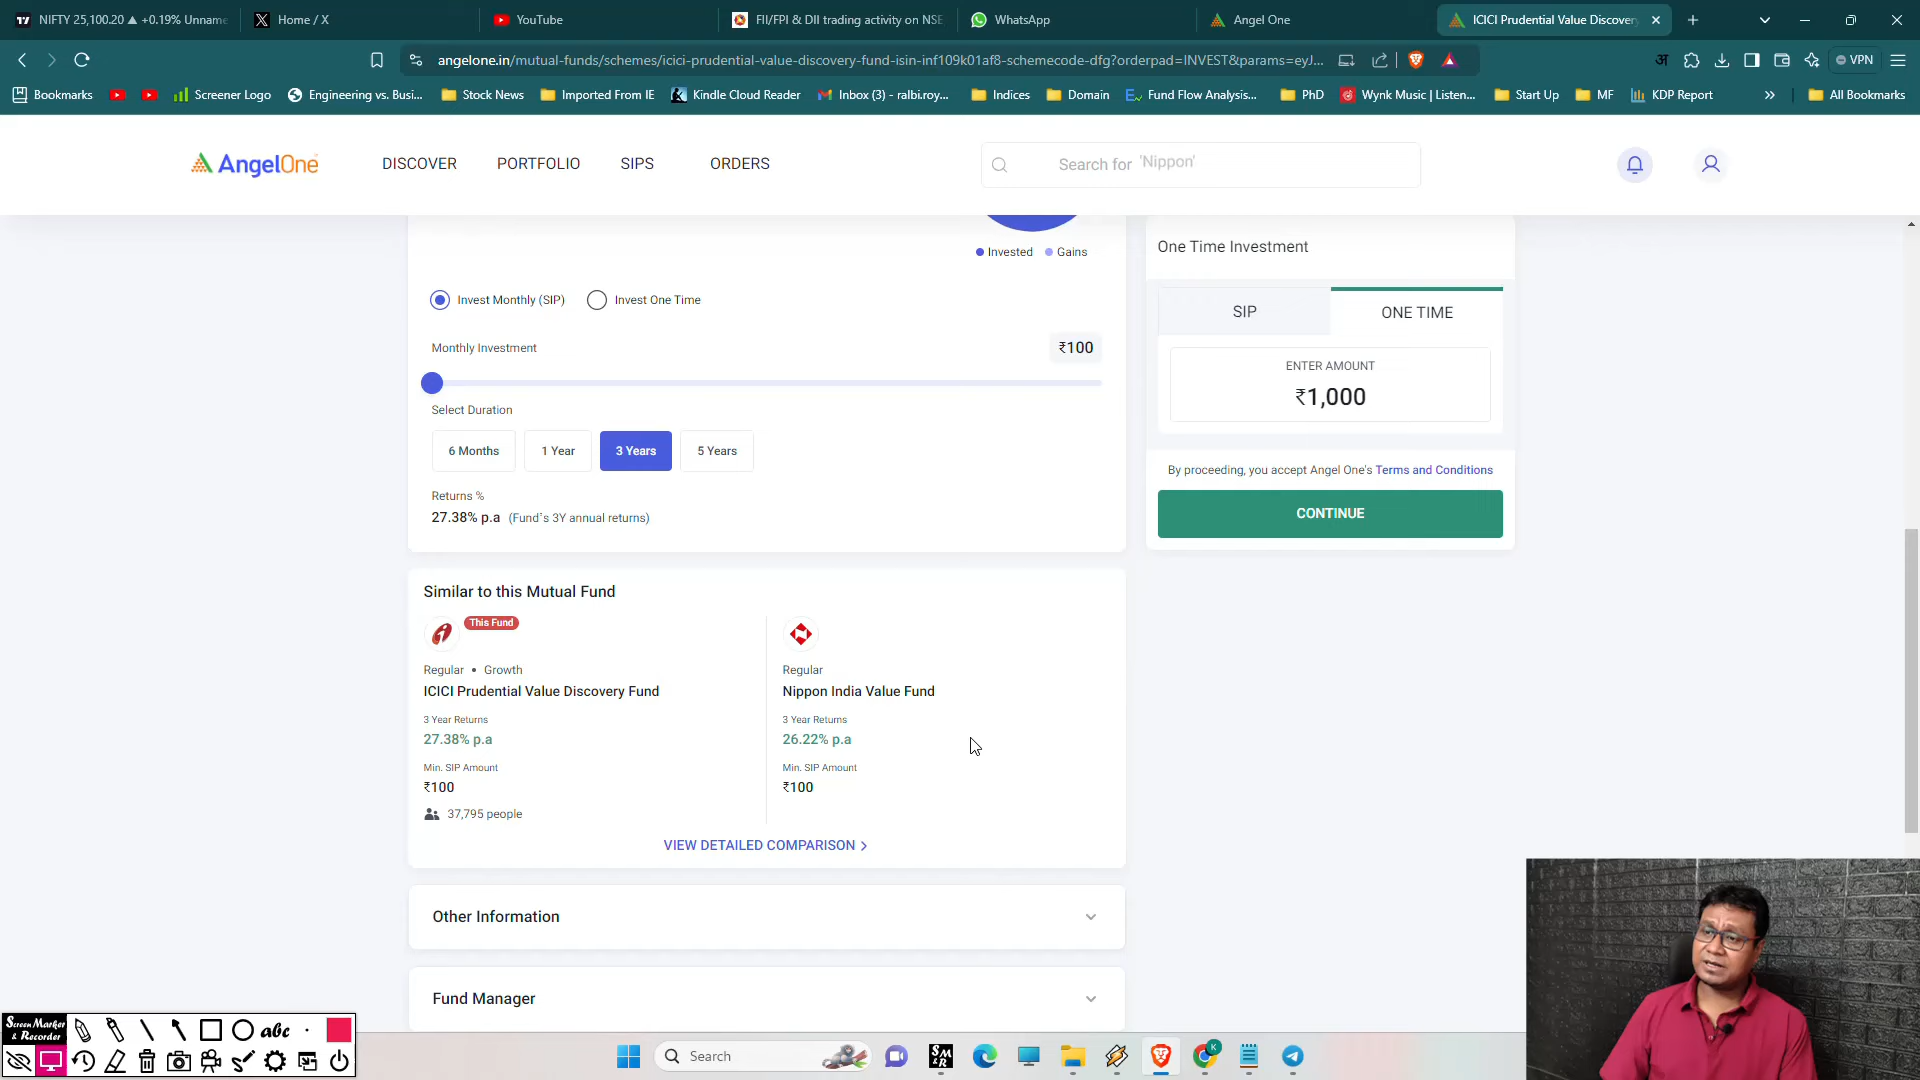 NIFTY 25,100.20 ▲ +0.19% Unname
Home / X
YouTube
FII/FPI & DII trading activity on NSE
WhatsApp
Angel One
ICICI Prudential Value Discover
angelone.in/mutual-funds/schemes/icici-prudential-value-discovery-fund-isin-inf109k01af8-schemecode-dfg?orderpad=INVEST&params=eyJ...
अ
VPN
Bookmarks
Screener Logo
Engineering vs. Busi...
Stock News
Imported From IE
Kindle Cloud Reader
Inbox (3) - ralbi.roy...
Indices
Domain
Fund Flow Analysis...
PhD
Wynk Music | Listen...
Start Up
MF
KDP Report
All Bookmarks
AngelOne
DISCOVER
PORTFOLIO
SIPS
ORDERS
Search for 'Nippon'
Invested
Gains
Invest Monthly (SIP)
Invest One Time
Monthly Investment
₹100
Select Duration
6 Months
1 Year
3 Years
5 Years
Returns %
27.38% p.a (Fund's 3Y annual returns)
One Time Investment
SIP
ONE TIME
ENTER AMOUNT
₹1,000
By proceeding, you accept Angel One's Terms and Conditions
CONTINUE
Similar to this Mutual Fund
This Fund
Regular • Growth
ICICI Prudential Value Discovery Fund
3 Year Returns
27.38% p.a
Min. SIP Amount
₹100
37,795 people
Regular
Nippon India Value Fund
3 Year Returns
26.22% p.a
Min. SIP Amount
₹100
VIEW DETAILED COMPARISON >
Other Information
Fund Manager
Screen Marker
& Recorder
abc
Search
SM
&R
K